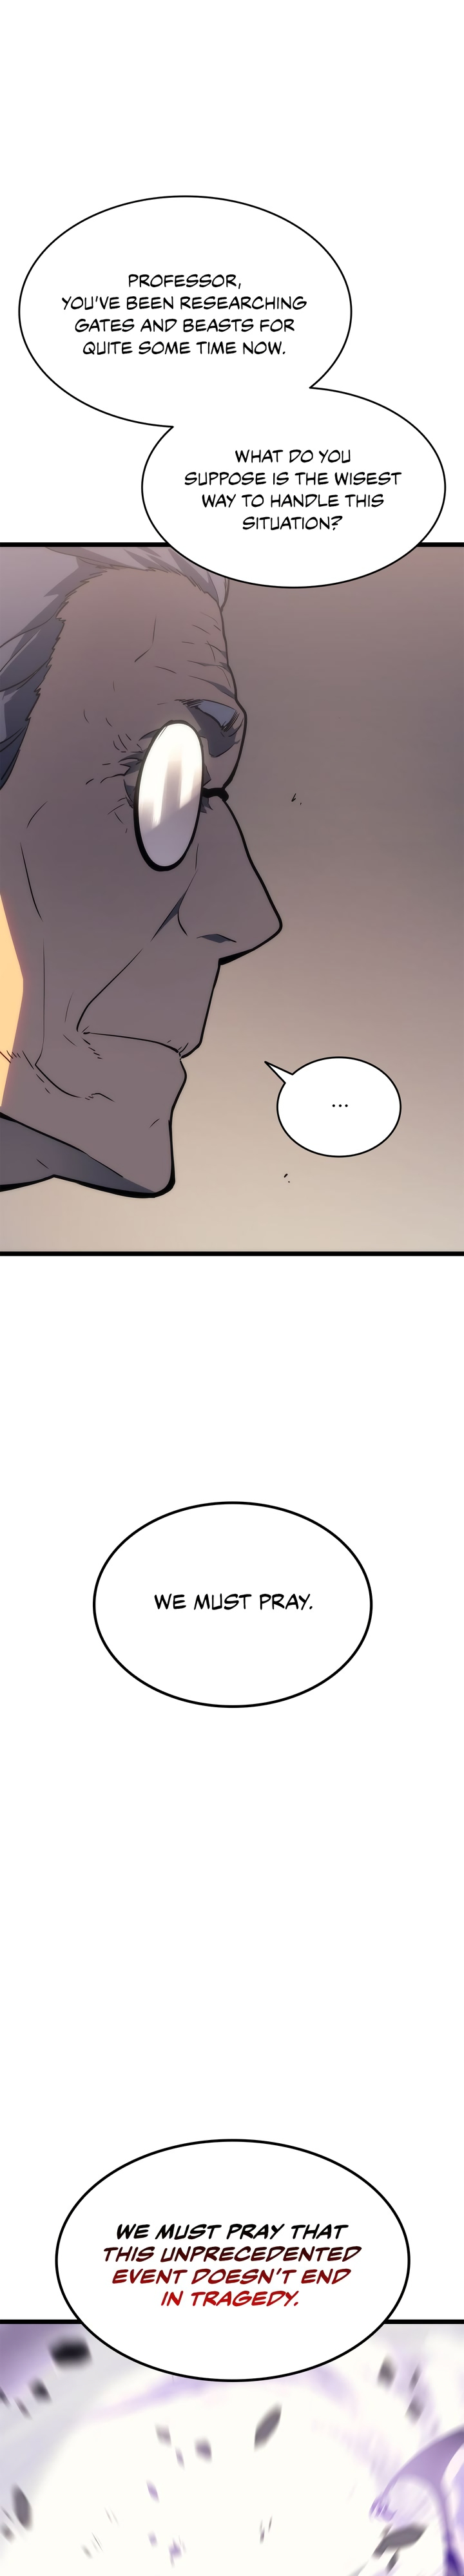 PROFESSOR,
YOU'VE BEEN RESEARCHING
GATES AND BEASTS FOR
QUITE SOME TIME NOW.
WHAT DO YOU
SUPPOSE IS THE WISEST
WAY TO HANDLE THIS
SITUATION?
...
WE MUST PRAY.
WE MUST PRAY THAT
THIS UNPRECEDENTED
EVENT DOESN'T END
IN TRAGEDY.